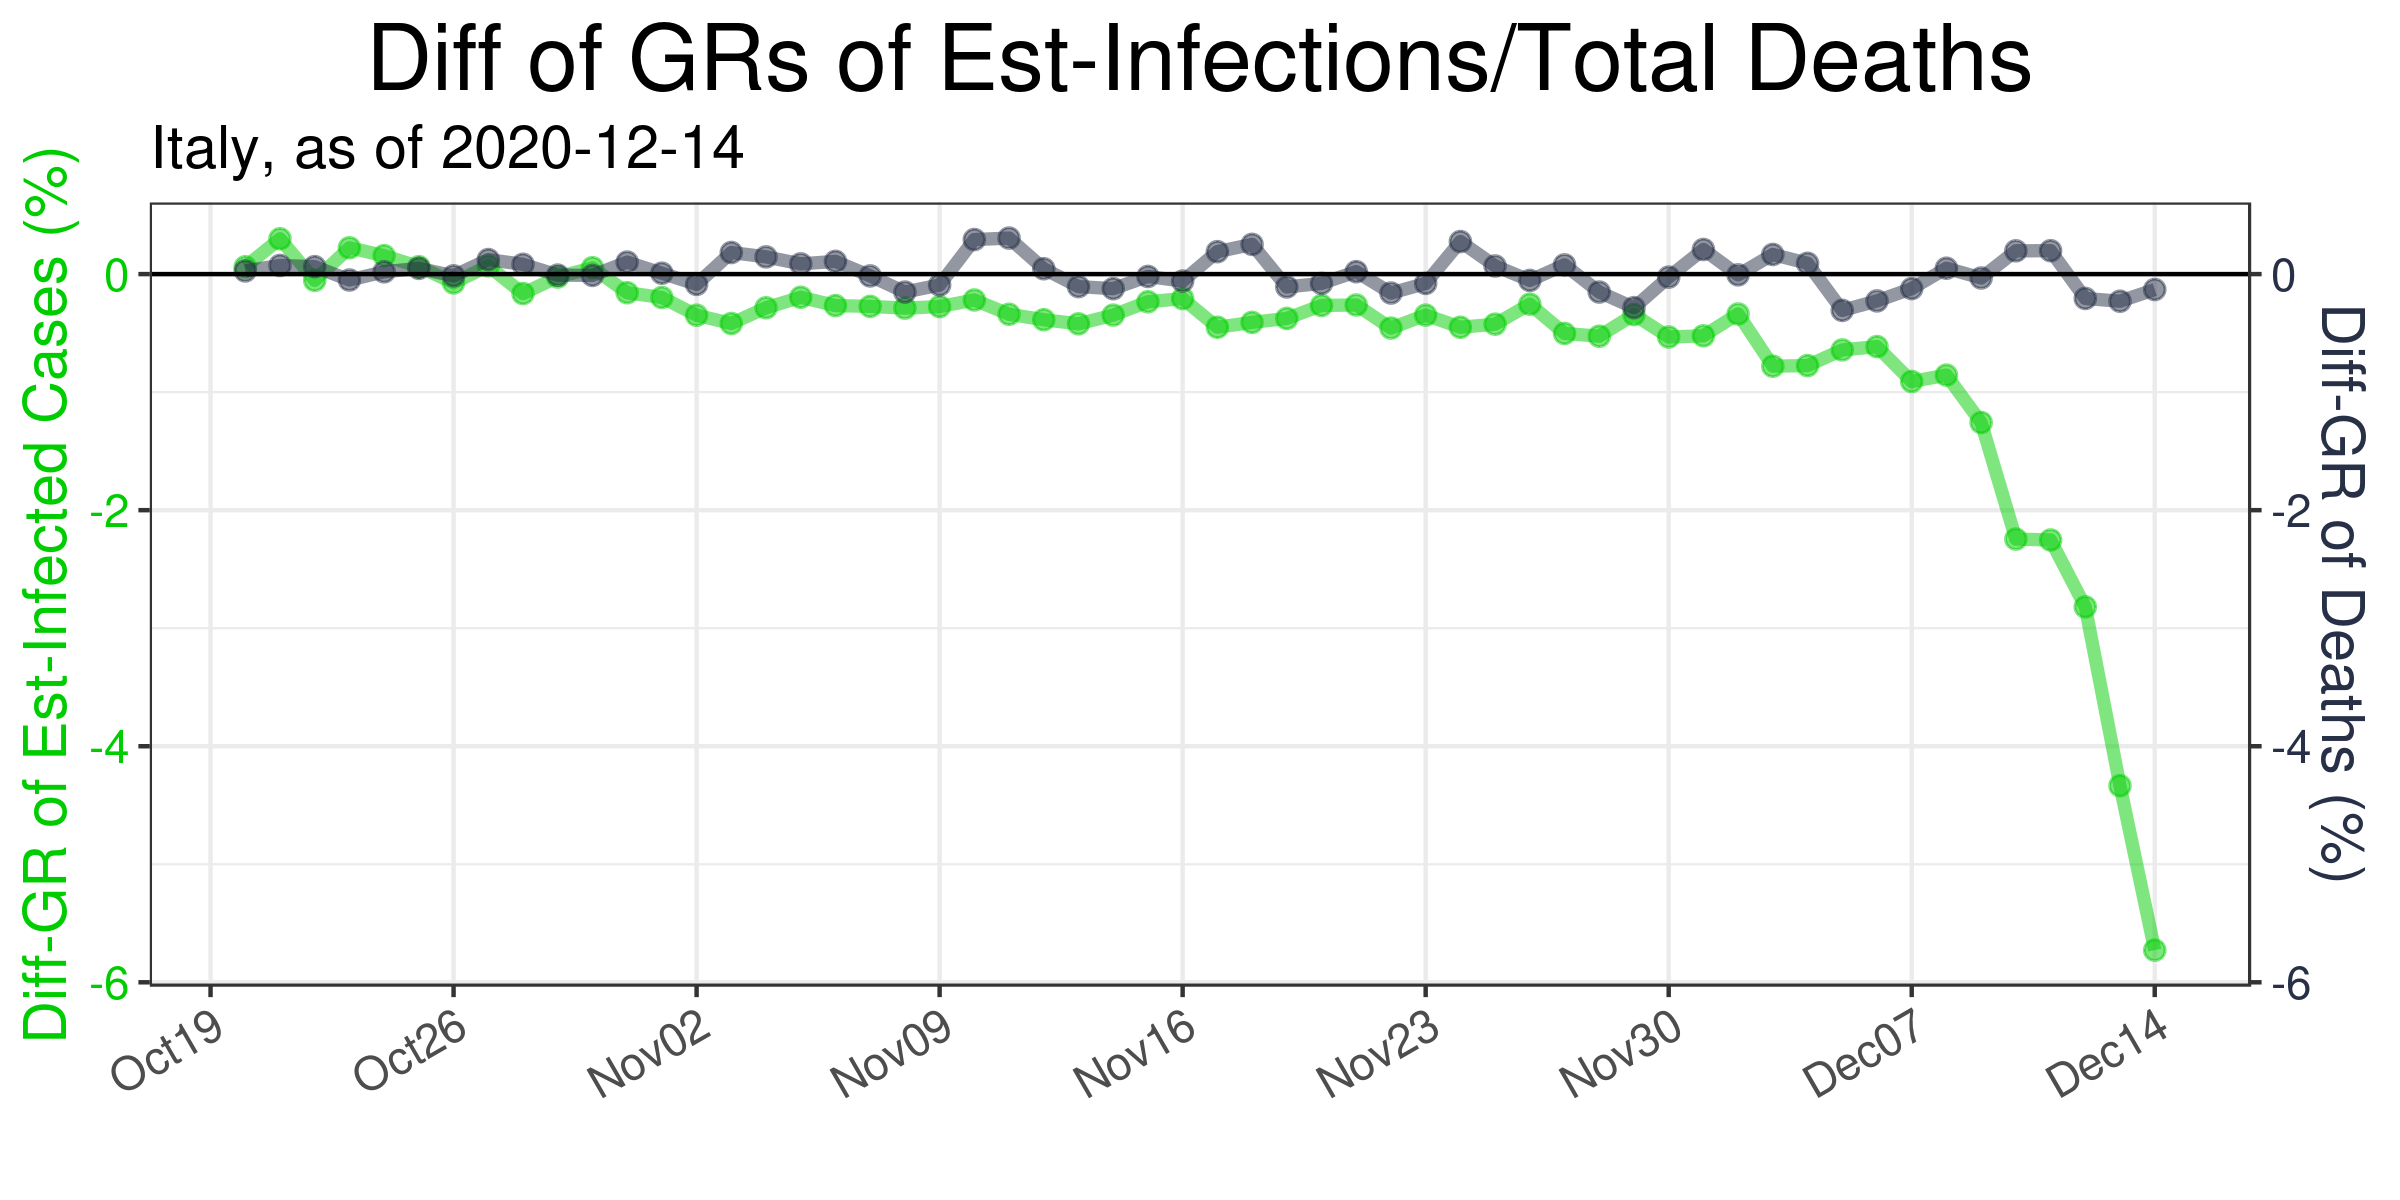 Diff of GRs of Est-Infections/Total Deaths
Italy, as of 2020-12-14
Diff-GR of Est-Infected Cases (%)
0
-2
-4
-6
0
-2
-4
-6
Diff-GR of Deaths (%)
Oct19
Oct26
Nov02
Nov09
Nov16
Nov23
Nov30
Dec07
Dec14